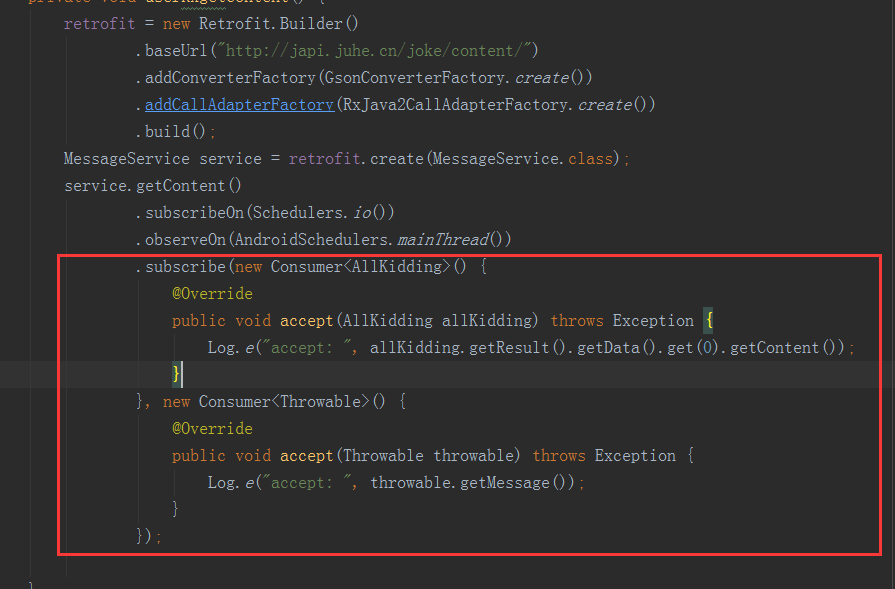 retrofit = new Retrofit.Builder()
.baseUrl("http://japi.juhe.cn/joke/content/")
.addConverterFactory(GsonConverterFactory.create())
.addCallAdapterFactory(RxJava2CallAdapterFactory.create())
.build();
MessageService service = retrofit.create(MessageService.class);
service.getContent()
.subscribeOn(Schedulers.io())
.observeOn(AndroidSchedulers.mainThread())
.subscribe(new Consumer<AllKidding>() {
@Override
public void accept(AllKidding allKidding) throws Exception {
Log.e("accept: ", allKidding.getResult().getData().get(0).getContent());
}
}, new Consumer<Throwable>() {
@Override
public void accept(Throwable throwable) throws Exception {
Log.e("accept: ", throwable.getMessage());
}
});